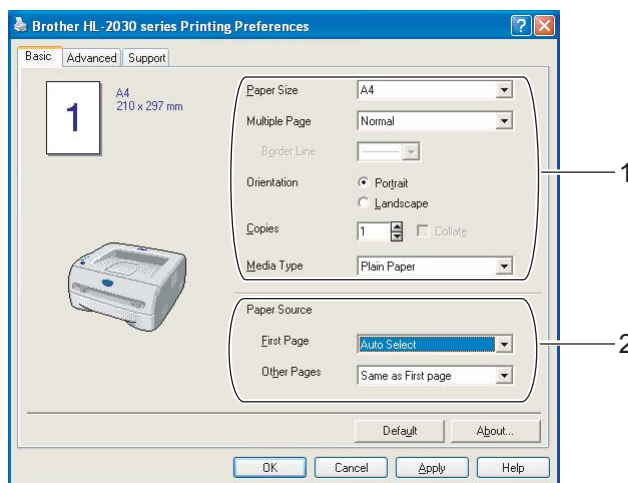 Brother HL-2030 series Printing Preferences
Basic Advanced Support
1
A4
210 x 297 mm
Paper Size A4
Multiple Page Normal
Border Line
Orientation Portrait
Landscape
Copies 1 Collate
Media Type Plain Paper
1
Paper Source
First Page Auto Select
Other Pages Same as First page
2
Default About...
OK Cancel Apply Help